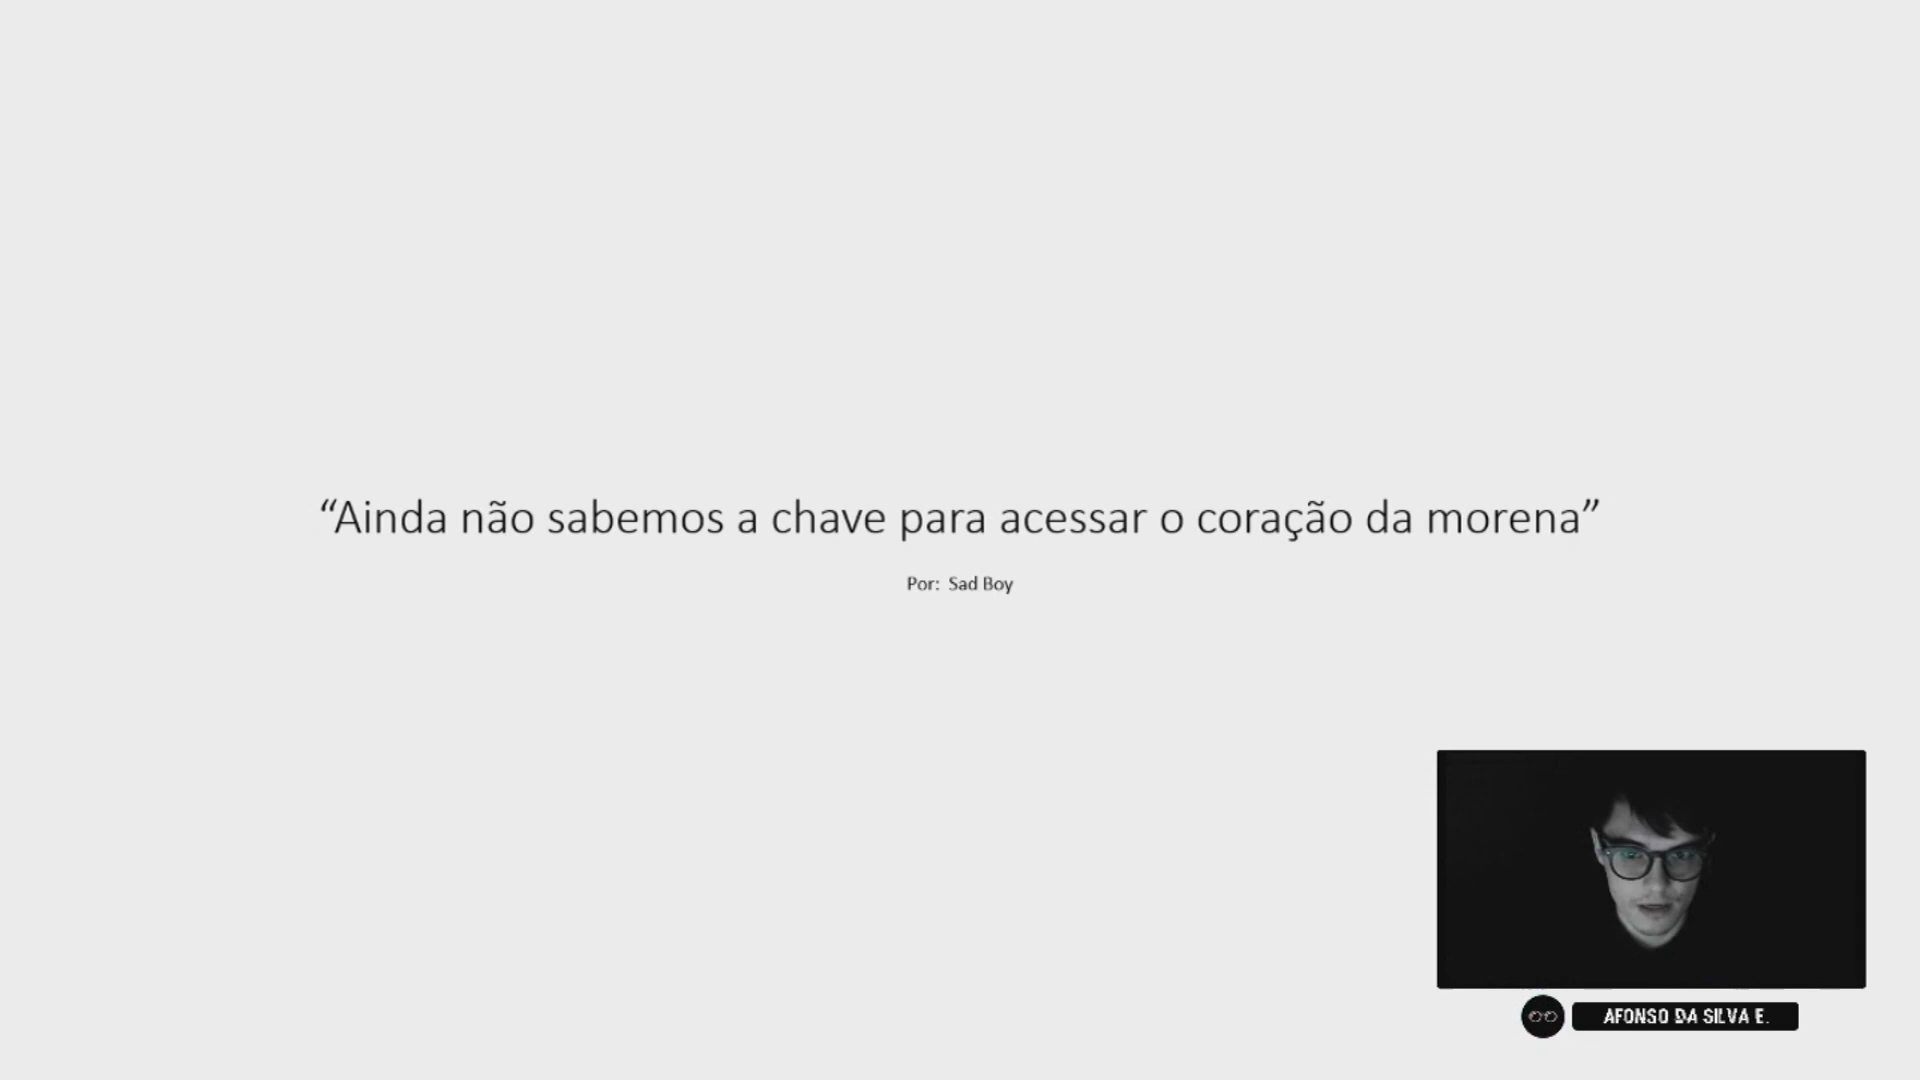 “Ainda não sabemos a chave para acessar o coração da morena”
Por: Sad Boy
AFONSO DA SILVA E.